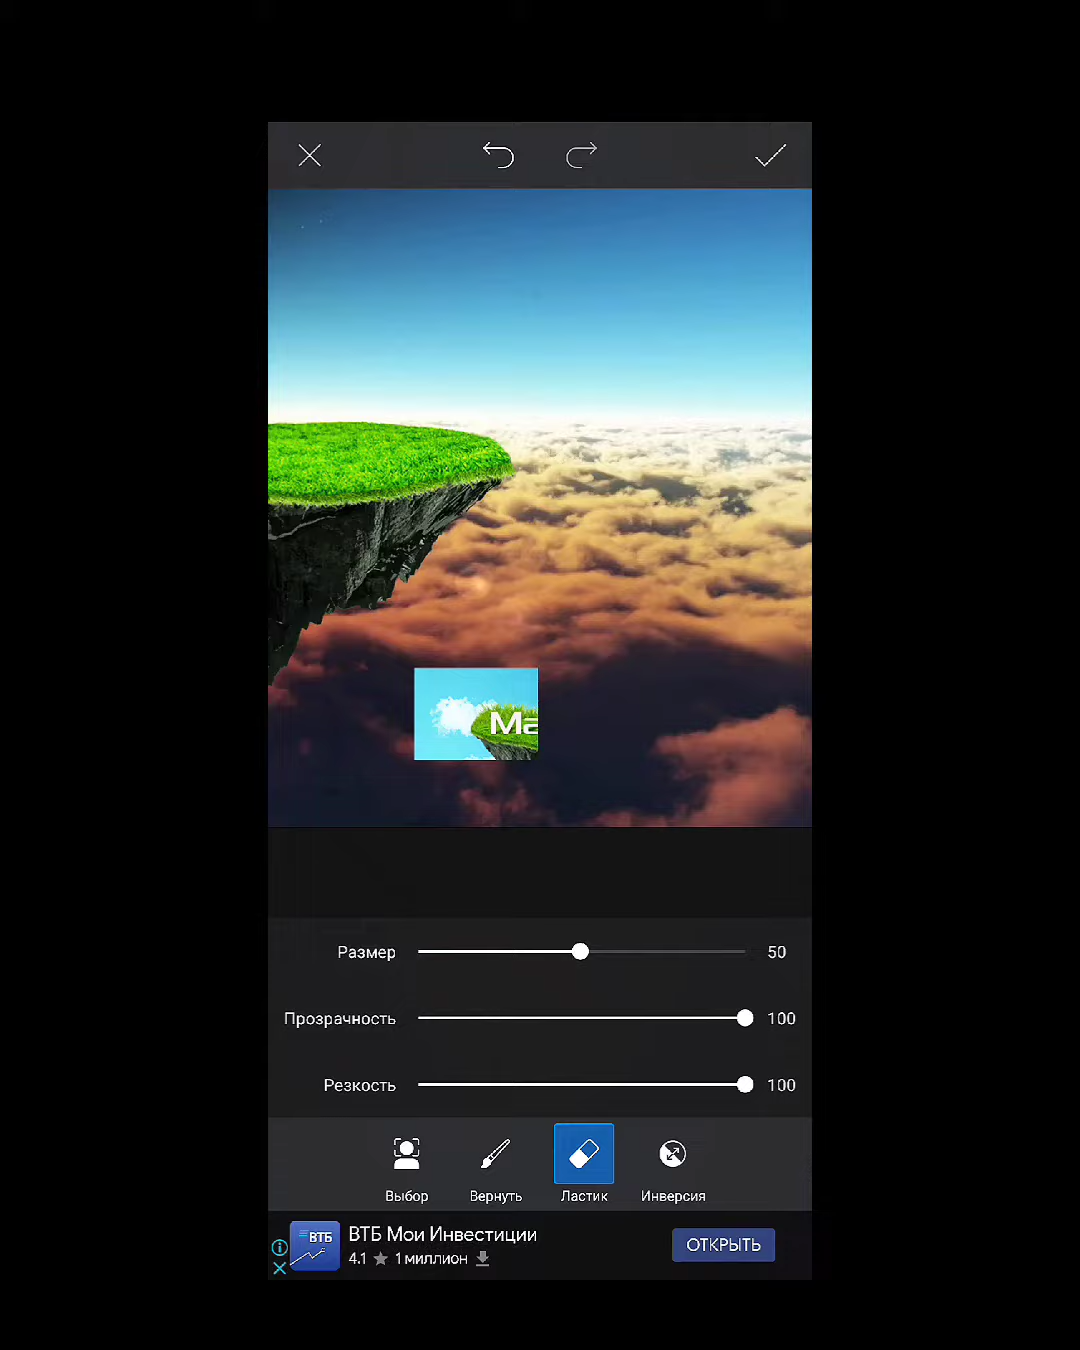 Ma
Размер 50
Прозрачность 100
Резкость 100
Выбор Вернуть Ластик Инверсия
ВТБ
ВТБ Мои Инвестиции
4.1 ★ 1 миллион
ОТКРЫТЬ